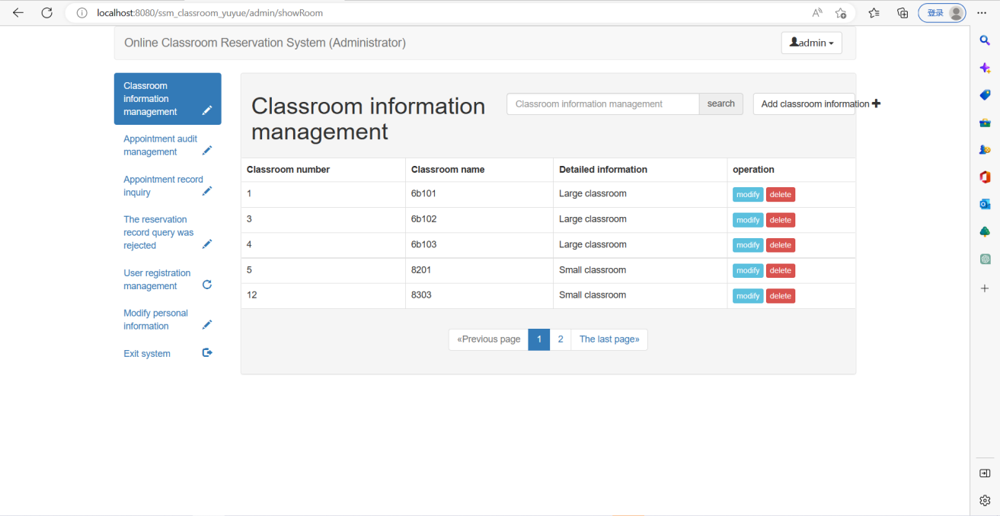 localhost:8080/ssm_classroom_yuyue/admin/showRoom
登录
Online Classroom Reservation System (Administrator)
admin
Classroom
information
management
Appointment audit
management
Appointment record
inquiry
The reservation
record query was
rejected
User registration
management
Modify personal
information
Exit system
Classroom information
management
Classroom information management
search
Add classroom information
Classroom number Classroom name Detailed information operation
1 6b101 Large classroom modify delete
3 6b102 Large classroom modify delete
4 6b103 Large classroom modify delete
5 8201 Small classroom modify delete
12 8303 Small classroom modify delete
«Previous page 1 2 The last page»